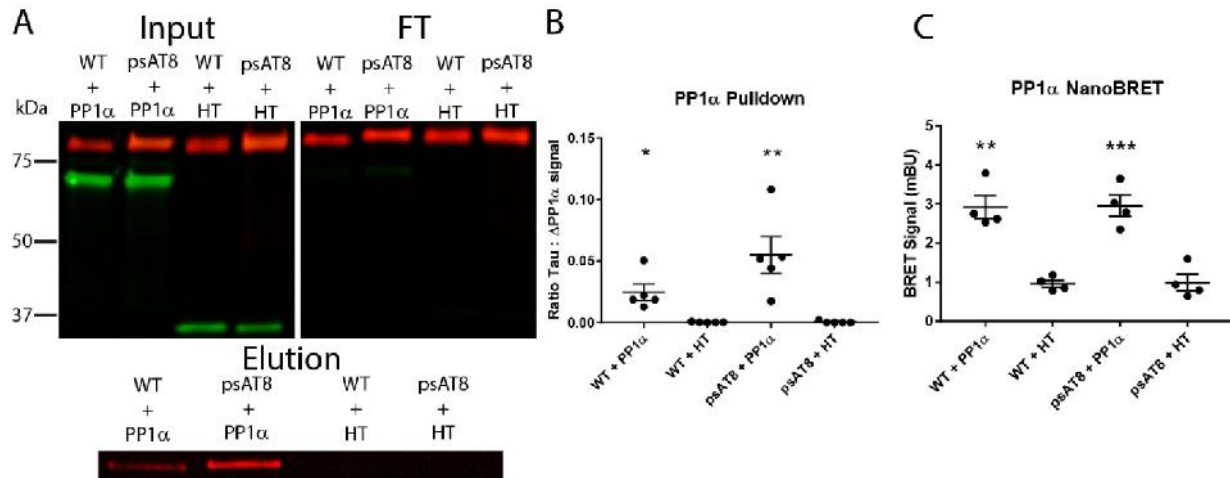 A
Input
FT
WT
psAT8
WT
psAT8
WT
psAT8
WT
psAT8
+
+
+
+
+
+
+
+
kDa
PP1α
PP1α
HT
HT
PP1α
PP1α
HT
HT
75
50
37
Elution
WT
psAT8
WT
psAT8
+
+
+
+
PP1α
PP1α
HT
HT
B
PP1α Pulldown
Ratio Tau : ΔPP1α signal
0.15
0.10
0.05
0.00
*
**
WT + PP1α
WT + HT
psAT8 + PP1α
psAT8 + HT
C
PP1α NanoBRET
BRET Signal (mBU)
5
4
3
2
1
0
**
***
WT + PP1α
WT + HT
psAT8 + PP1α
psAT8 + HT